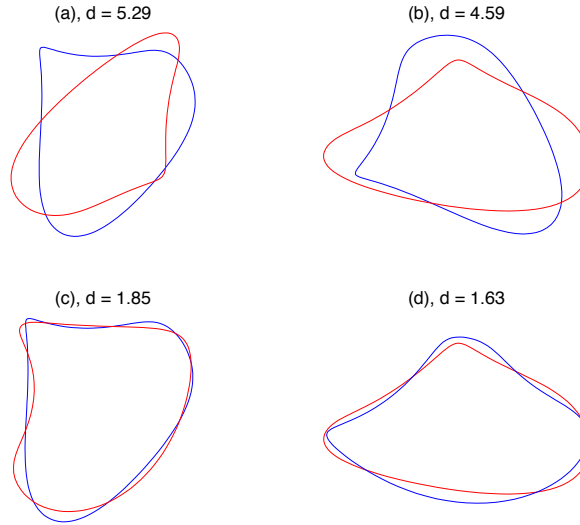 (a), d = 5.29
(b), d = 4.59
(c), d = 1.85
(d), d = 1.63